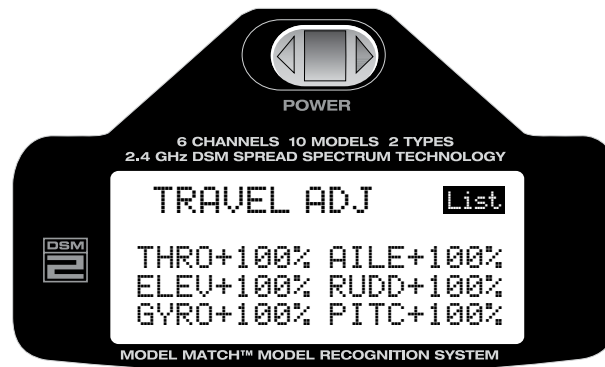 POWER
6 CHANNELS 10 MODELS 2 TYPES
2.4 GHz DSM SPREAD SPECTRUM TECHNOLOGY
TRAVEL ADJ List
DSM
2
THRO+100% AILE+100%
ELEV+100% RUDD+100%
GYRO+100% PITC+100%
MODEL MATCH™ MODEL RECOGNITION SYSTEM